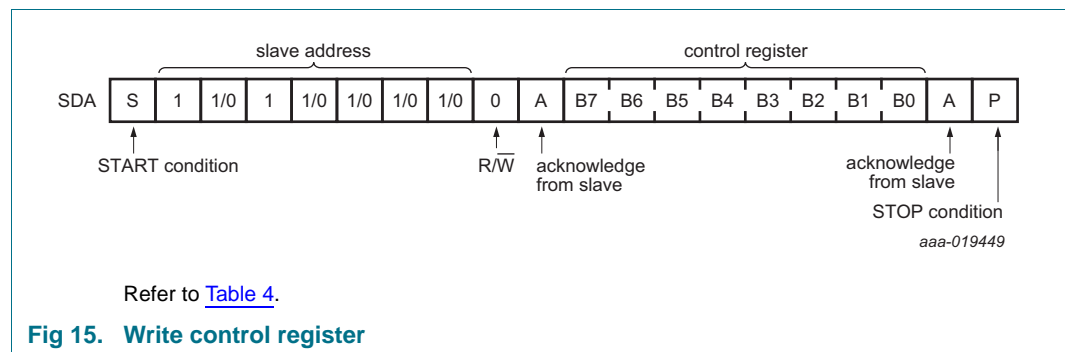 slave address control register
SDA S 1 1/0 1 1/0 1/0 1/0 1/0 0 A B7 B6 B5 B4 B3 B2 B1 B0 A P
START condition R/W̅ acknowledge from slave acknowledge from slave
STOP condition
aaa-019449
Refer to Table 4.
Fig 15. Write control register